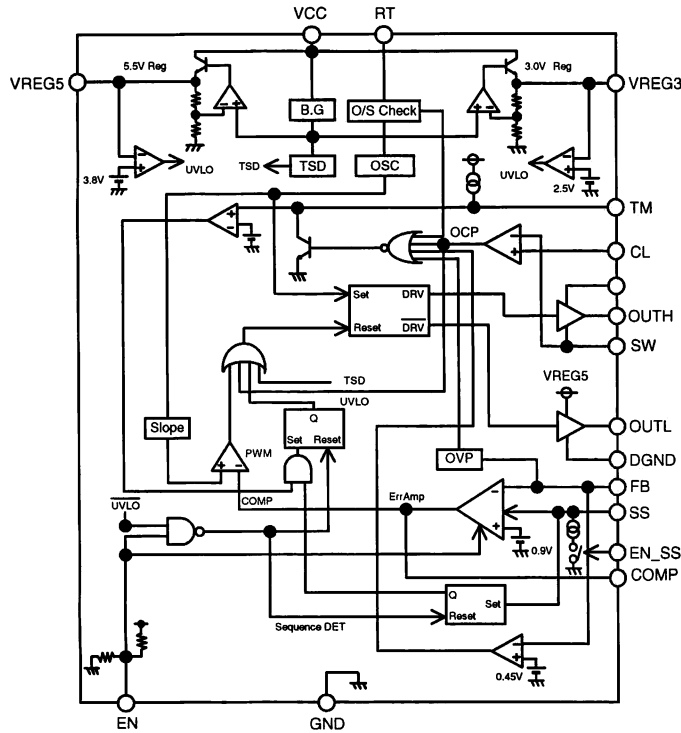 VCC RT
5.5V Reg 3.0V Reg
VREG5 VREG3
B.G O/S Check
TSD TSD OSC
UVLO UVLO
3.8V 2.5V
TM
OCP
CL
Set DRV
OUTH
Reset DRV
SW
TSD
VREG5
UVLO
Q
Slope
OUTL
Set Reset
PWM
OVP
DGND
COMP ErrAmp
FB
UVLO
SS
0.9V
EN_SS
COMP
Q
Set
Reset
Sequence DET
0.45V
EN GND